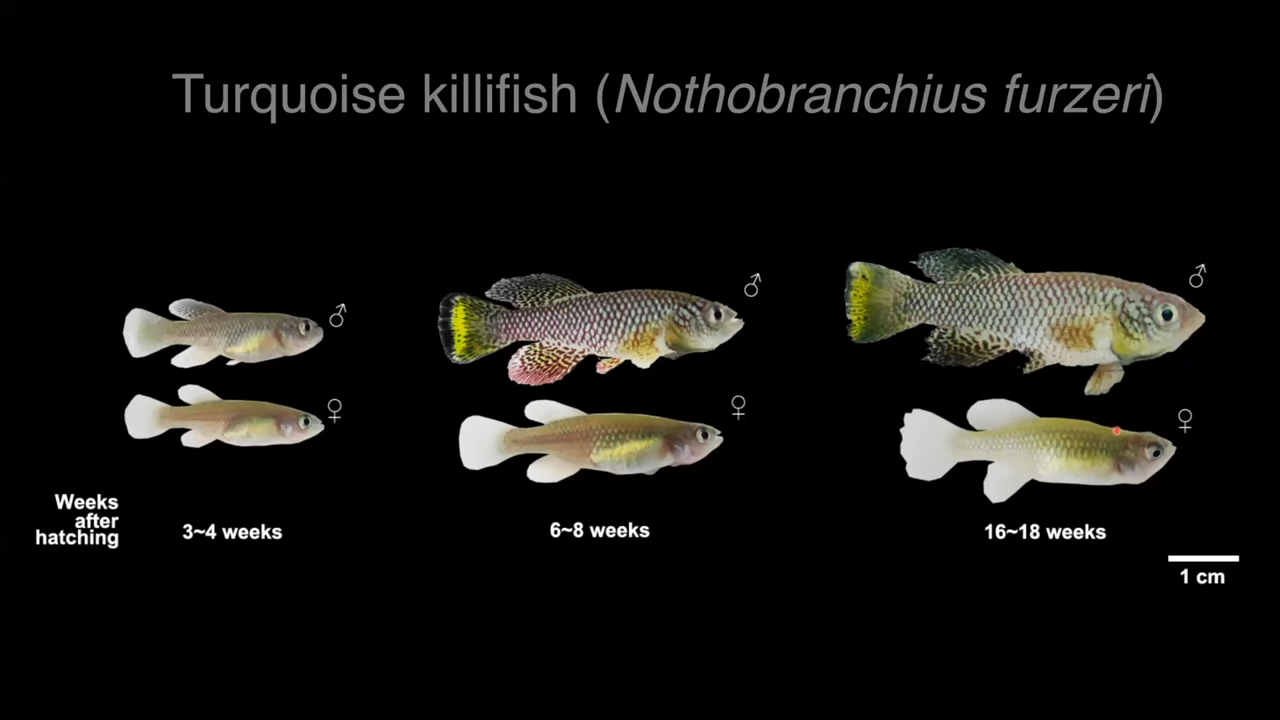 Turquoise killifish (Nothobranchius furzeri)
♂
♂
♂
♀
♀
♀
Weeks
after
hatching
3~4 weeks
6~8 weeks
16~18 weeks
1 cm